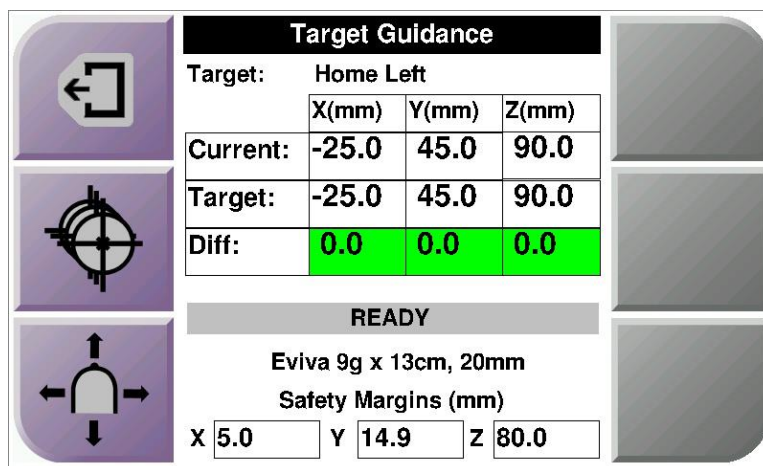 Target Guidance
Target: Home Left
X(mm) Y(mm) Z(mm)
Current: -25.0 45.0 90.0
Target: -25.0 45.0 90.0
Diff: 0.0 0.0 0.0
READY
Eviva 9g x 13cm, 20mm
Safety Margins (mm)
X 5.0 Y 14.9 Z 80.0